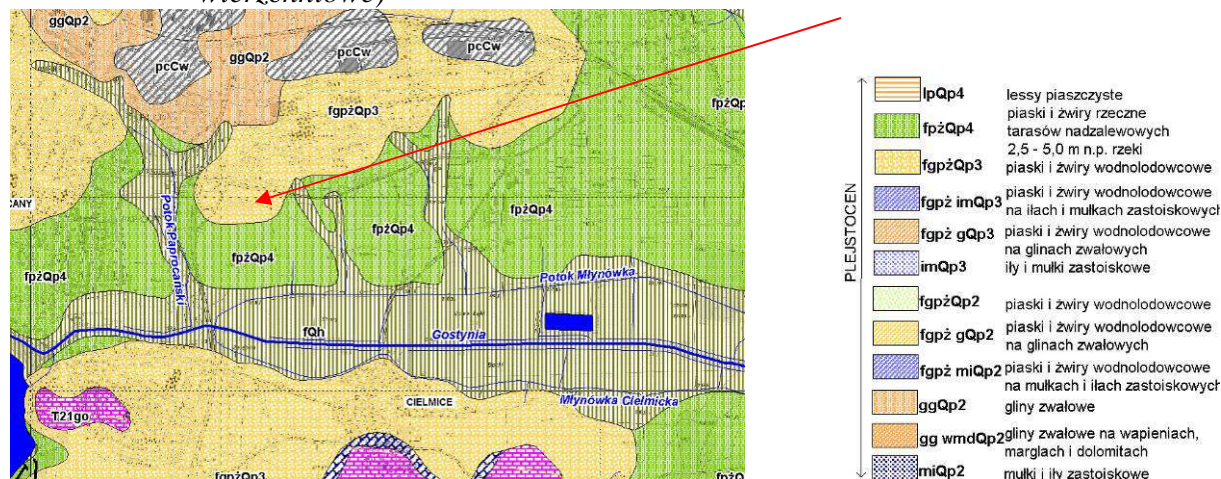 wierzeniowe)
ggQp2
pcCw
ggQp2
pcCw
pcCw
fgpżQp3
fpżQp
CANY
Potok Paprocański
fpżQp4
fpżQp4
fpżQp4
fpżQp4
Potok Młynówka
fQh
Gostynia
CIELMICE
Młynówka Cielmicka
T21go
fgpżQp3
fpżQ
PLEJSTOCEN
lpQp4 lessy piaszczyste
fpżQp4 piaski i żwiry rzeczne
tarasów nadzalewowych
2,5 - 5,0 m n.p. rzeki
fgpżQp3 piaski i żwiry wodnolodowcowe
fgpż imQp3 piaski i żwiry wodnolodowcowe
na iłach i mułkach zastoiskowych
fgpż gQp3 piaski i żwiry wodnolodowcowe
na glinach zwałowych
imQp3 iły i mułki zastoiskowe
fgpżQp2 piaski i żwiry wodnolodowcowe
fgpż gQp2 piaski i żwiry wodnolodowcowe
na glinach zwałowych
fgpż miQp2 piaski i żwiry wodnolodowcowe
na mułkach i iłach zastoiskowych
ggQp2 gliny zwałowe
gg wmdQp2 gliny zwałowe na wapieniach,
marglach i dolomitach
miQp2 mułki i iły zastoiskowe